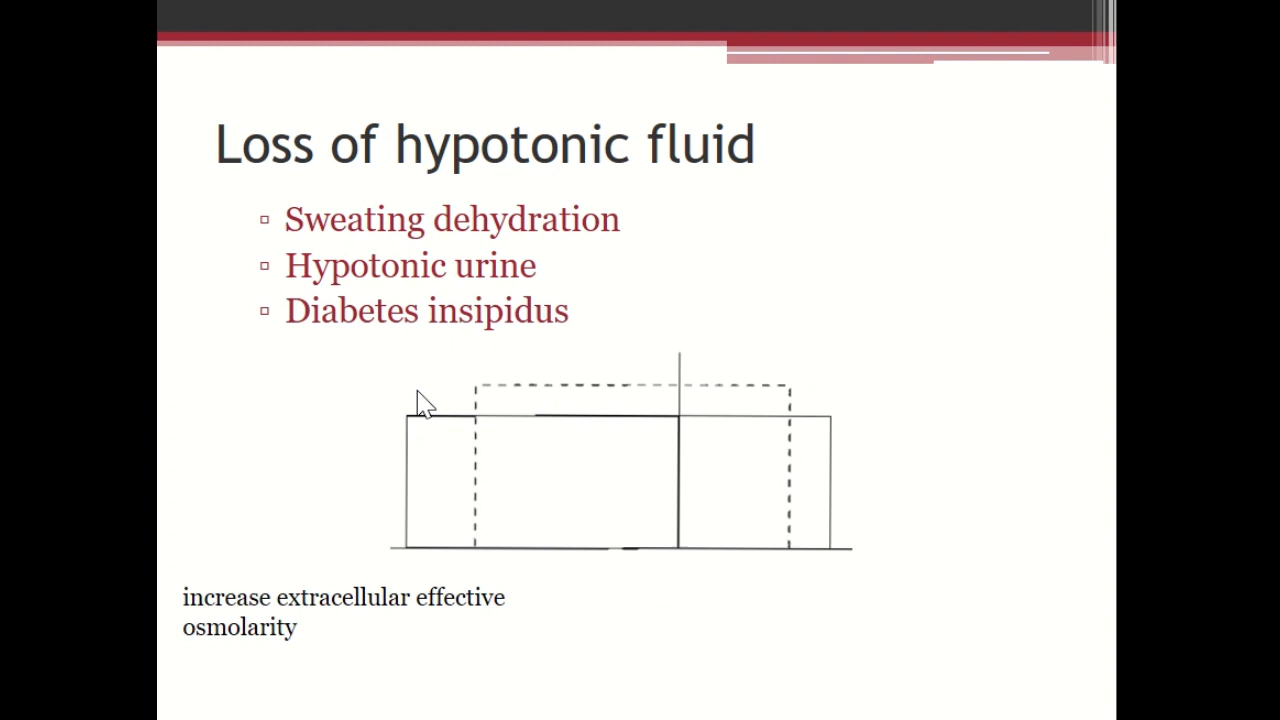 Loss of hypotonic fluid
▫ Sweating dehydration
▫ Hypotonic urine
▫ Diabetes insipidus
increase extracellular effective
osmolarity